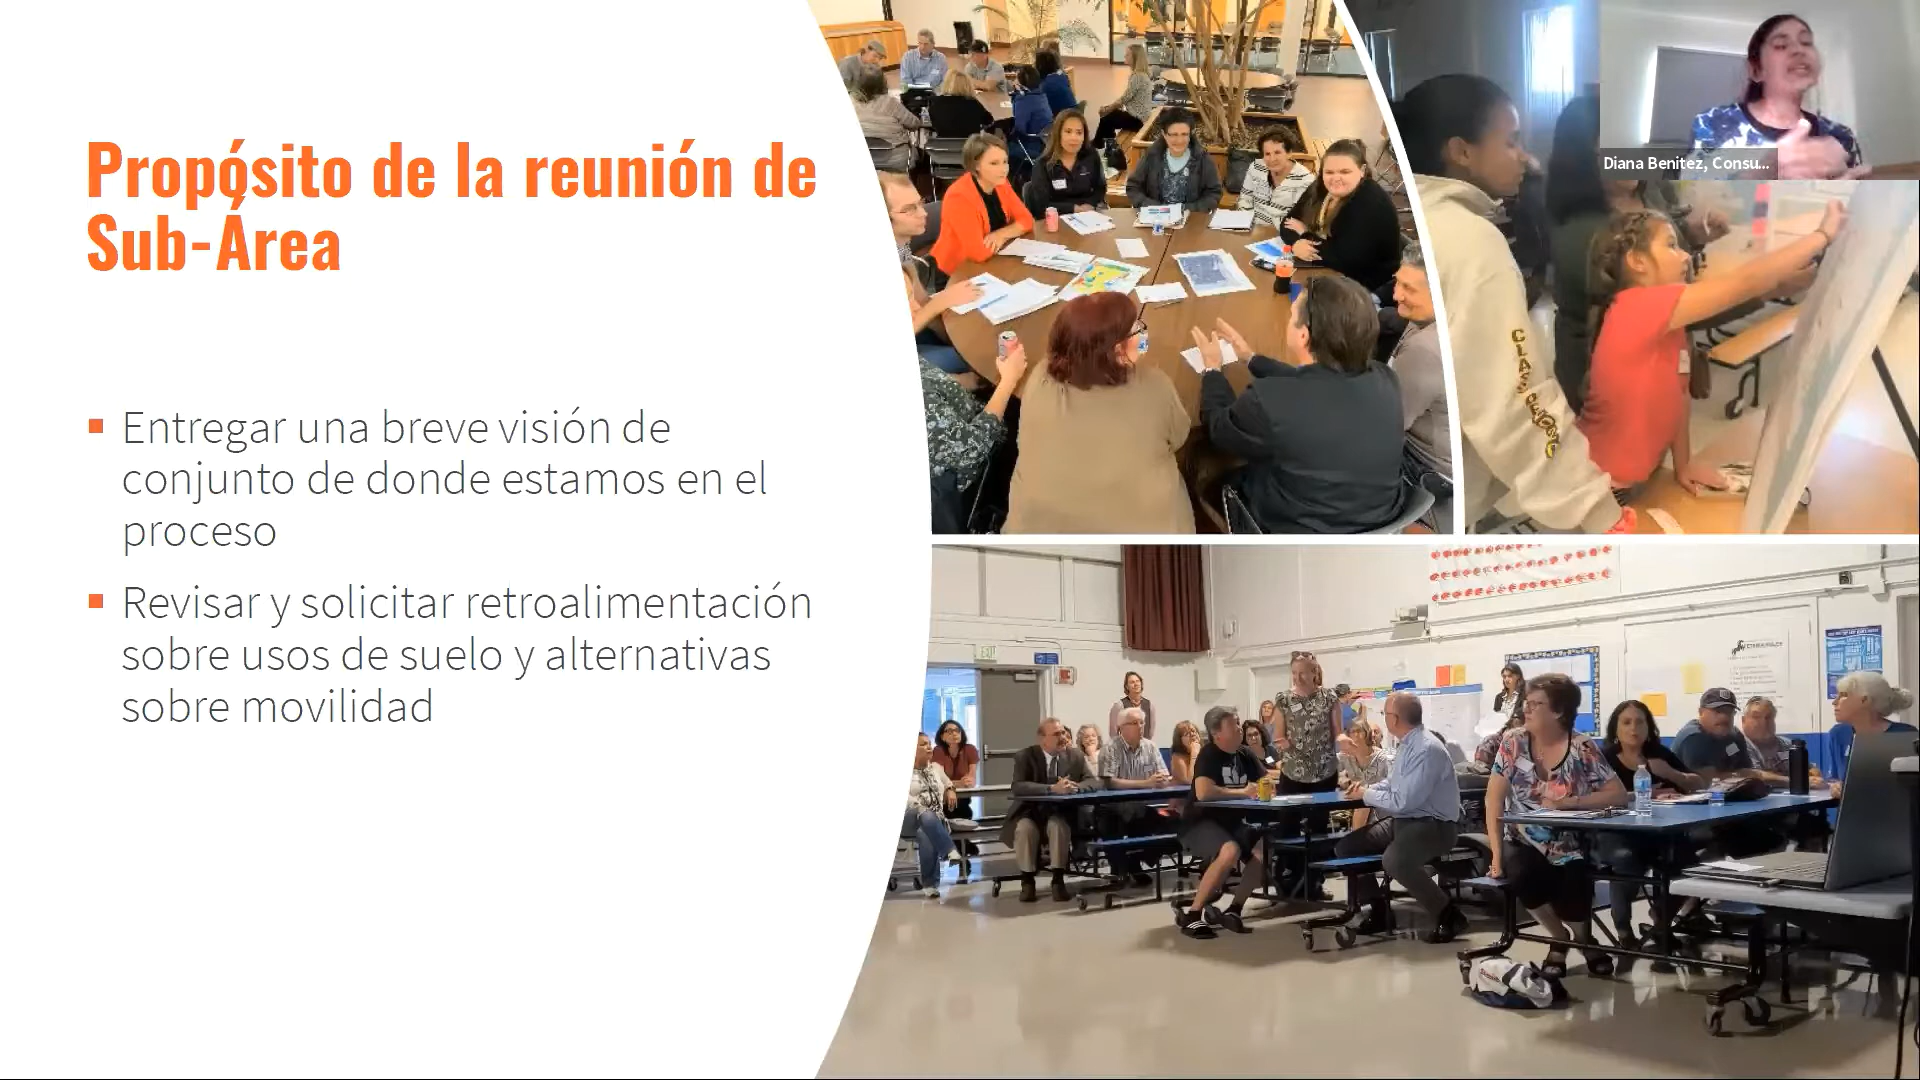 Propósito de la reunión de
Sub-Área
Entregar una breve visión de
conjunto de donde estamos en el
proceso
Revisar y solicitar retroalimentación
sobre usos de suelo y alternativas
sobre movilidad
Diana Benitez, Consu...
EXIT